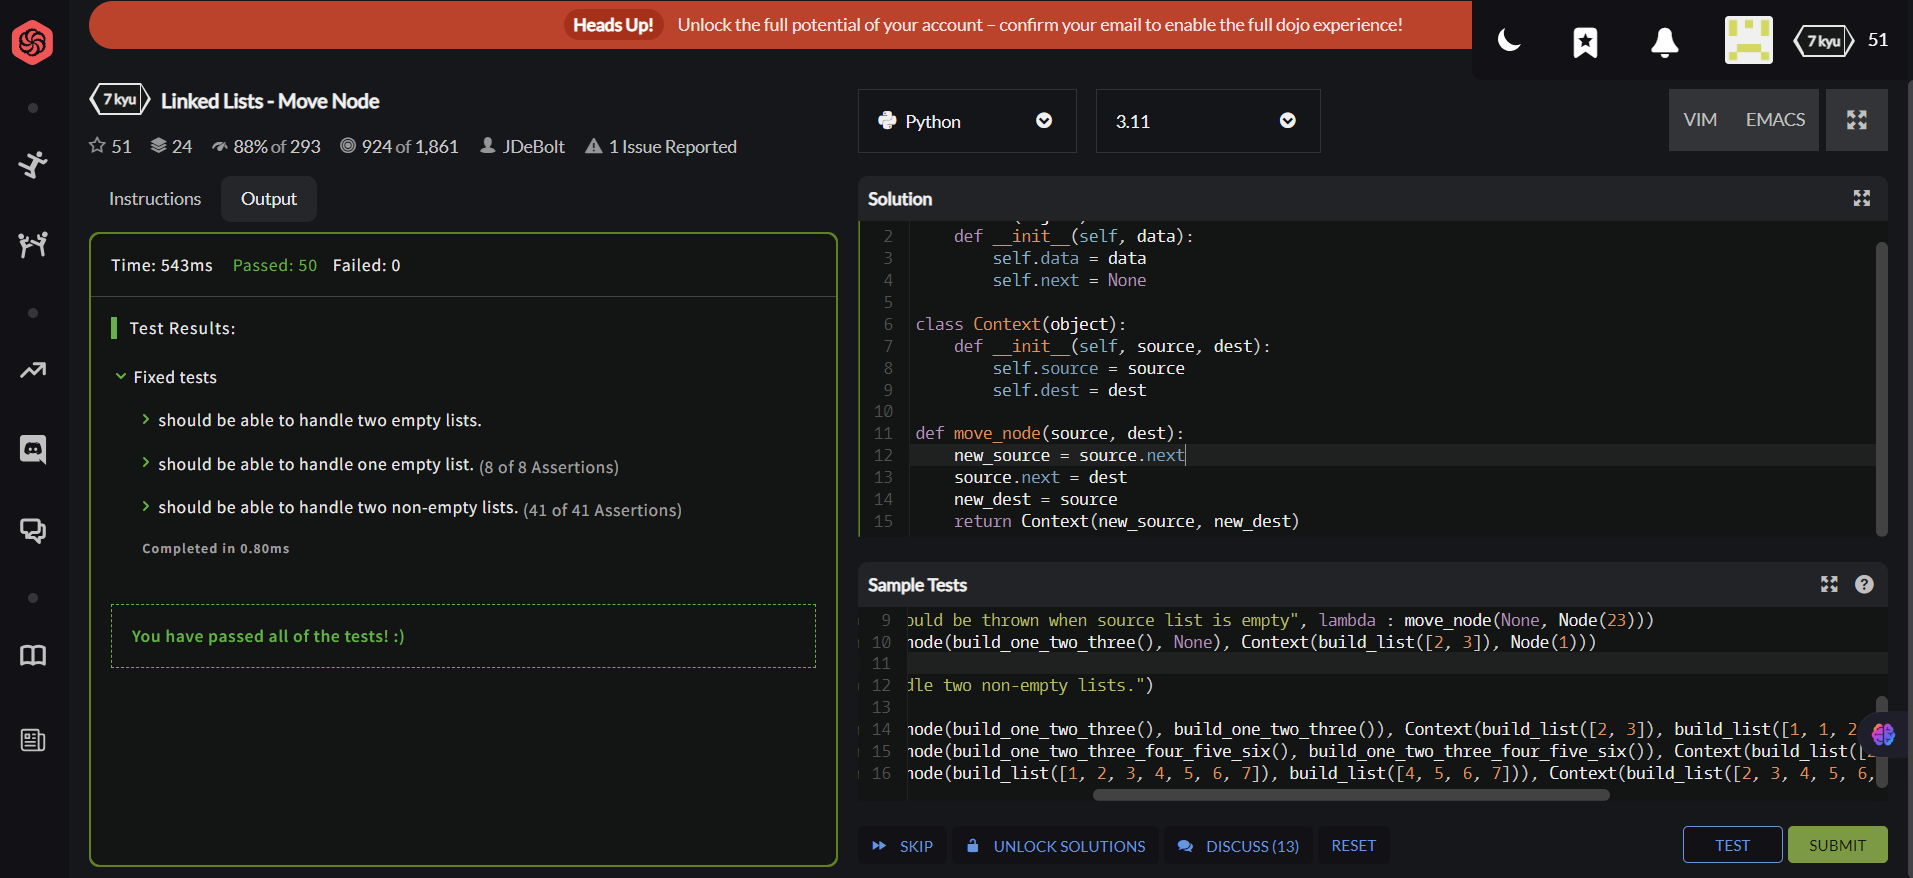 Heads Up! Unlock the full potential of your account – confirm your email to enable the full dojo experience!
7 kyu 51
7 kyu Linked Lists - Move Node
51 24 88% of 293 924 of 1,861 JDeBolt 1 Issue Reported
Instructions Output
Time: 543ms Passed: 50 Failed: 0
Test Results:
Fixed tests
should be able to handle two empty lists.
should be able to handle one empty list. (8 of 8 Assertions)
should be able to handle two non-empty lists. (41 of 41 Assertions)
Completed in 0.80ms
You have passed all of the tests! :)
Python 3.11 VIM EMACS
Solution
2 def __init__(self, data):
3 self.data = data
4 self.next = None
5
6 class Context(object):
7 def __init__(self, source, dest):
8 self.source = source
9 self.dest = dest
10
11 def move_node(source, dest):
12 new_source = source.next
13 source.next = dest
14 new_dest = source
15 return Context(new_source, new_dest)
Sample Tests
9 ould be thrown when source list is empty", lambda : move_node(None, Node(23)))
10 node(build_one_two_three(), None), Context(build_list([2, 3]), Node(1)))
11
12 dle two non-empty lists.")
13
14 node(build_one_two_three(), build_one_two_three()), Context(build_list([2, 3]), build_list([1, 1, 2
15 node(build_one_two_three_four_five_six(), build_one_two_three_four_five_six()), Context(build_list([
16 node(build_list([1, 2, 3, 4, 5, 6, 7]), build_list([4, 5, 6, 7])), Context(build_list([2, 3, 4, 5, 6,
SKIP UNLOCK SOLUTIONS DISCUSS (13) RESET TEST SUBMIT